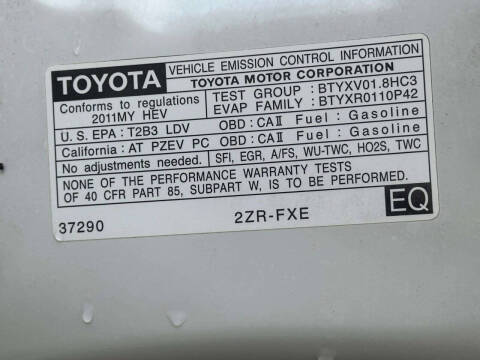 TOYOTA VEHICLE EMISSION CONTROL INFORMATION
TOYOTA MOTOR CORPORATION
Conforms to regulations
2011MY HEV
TEST GROUP : BTYXV01.8HC3
EVAP FAMILY : BTYXR0110P42
U.S. EPA : T2B3 LDV OBD : CAII Fuel : Gasoline
California : AT PZEV PC OBD : CAII Fuel : Gasoline
No adjustments needed. SFI, EGR, A/FS, WU-TWC, HO2S, TWC
NONE OF THE PERFORMANCE WARRANTY TESTS
OF 40 CFR PART 85, SUBPART W, IS TO BE PERFORMED.
37290 2ZR-FXE EQ